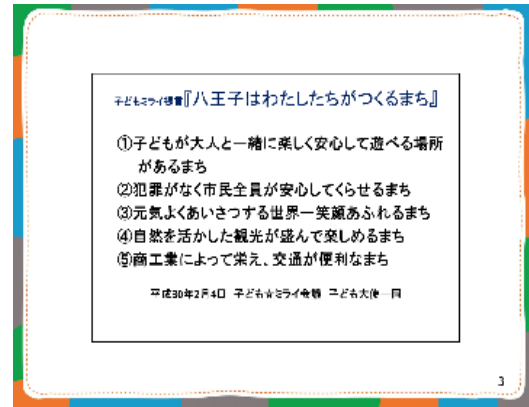 子どもミライ提言『八王子はわたしたちがつくるまち』
①子どもが大人と一緒に楽しく安心して遊べる場所
があるまち
②犯罪がなく市民全員が安心してくらせるまち
③元気よくあいさつする世界一笑顔あふれるまち
④自然を活かした観光が盛んで楽しめるまち
⑤商工業によって栄え、交通が便利なまち
平成30年2月4日 子ども☆ミライ会議 子ども大使一同
3